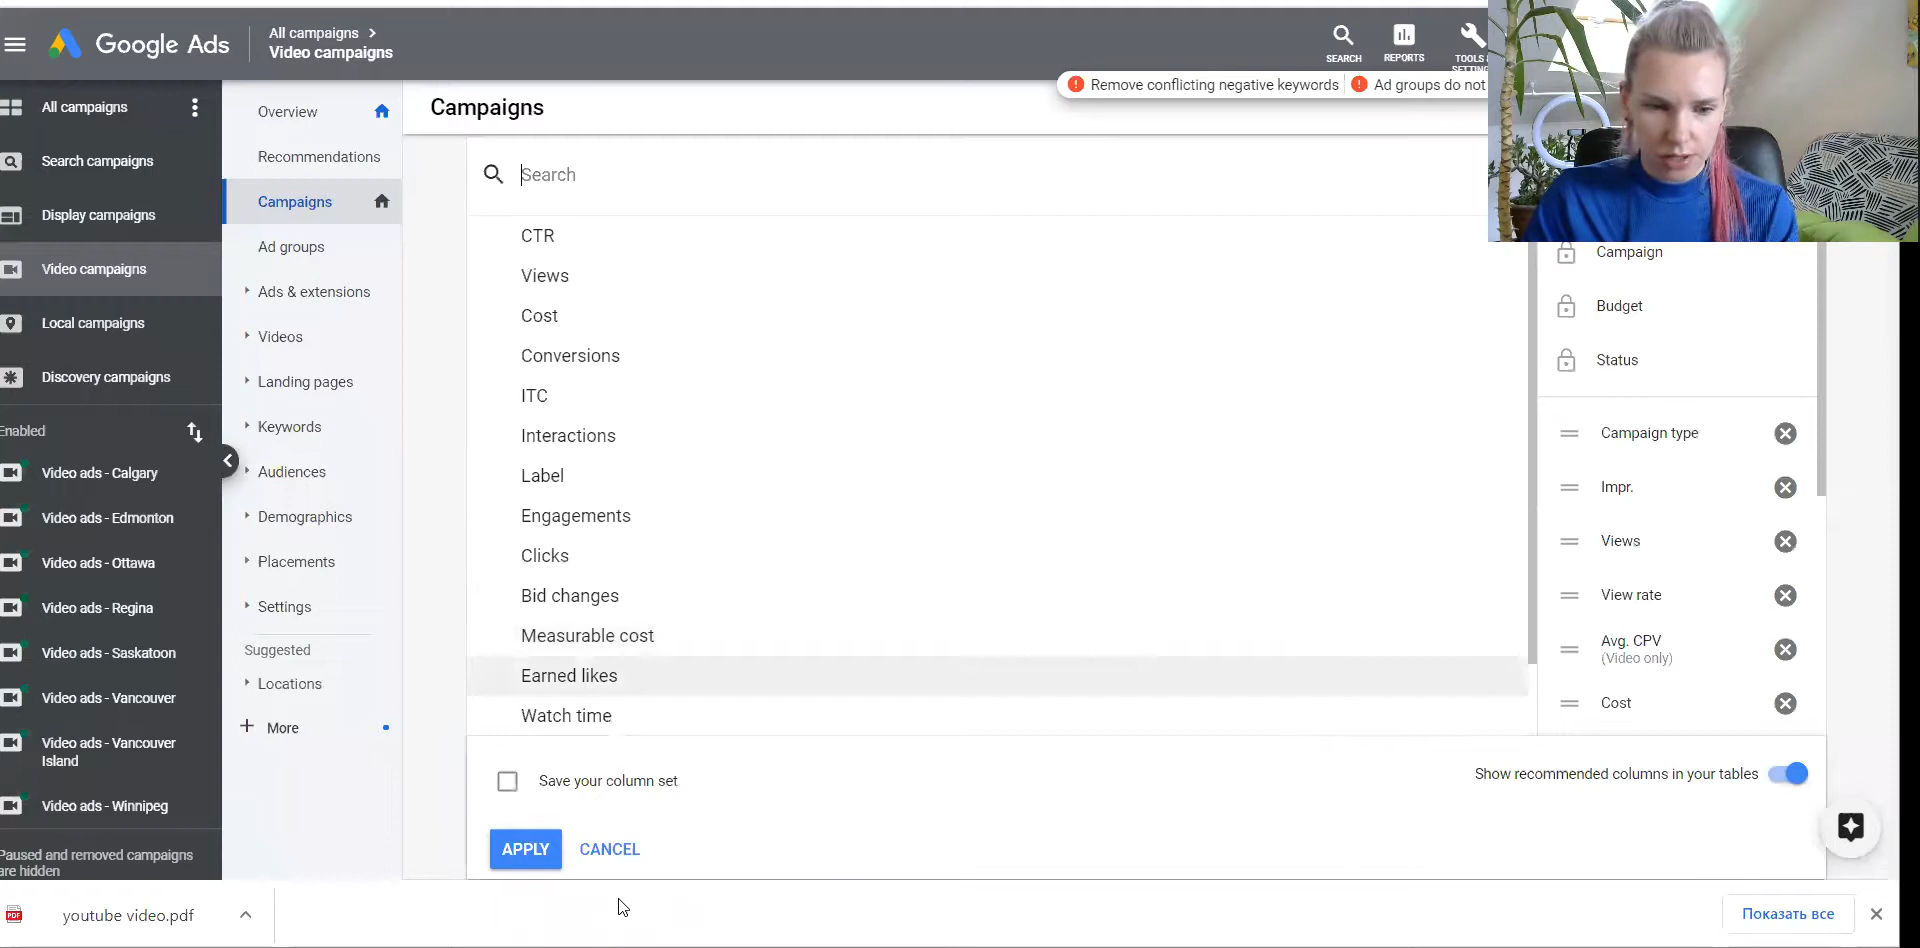 Google Ads
All campaigns >
Video campaigns
SEARCH
REPORTS
TOOLS &
SETTING
Remove conflicting negative keywords
Ad groups do not
All campaigns
Search campaigns
Display campaigns
Video campaigns
Local campaigns
Discovery campaigns
Enabled
Video ads - Calgary
Video ads - Edmonton
Video ads - Ottawa
Video ads - Regina
Video ads - Saskatoon
Video ads - Vancouver
Video ads - Vancouver
Island
Video ads - Winnipeg
Paused and removed campaigns
are hidden
Overview
Recommendations
Campaigns
Ad groups
Ads & extensions
Videos
Landing pages
Keywords
Audiences
Demographics
Placements
Settings
Suggested
Locations
+ More
Campaigns
Search
CTR
Views
Cost
Conversions
ITC
Interactions
Label
Engagements
Clicks
Bid changes
Measurable cost
Earned likes
Watch time
Campaign
Budget
Status
Campaign type
Impr.
Views
View rate
Avg. CPV
(Video only)
Cost
Save your column set
Show recommended columns in your tables
APPLY
CANCEL
PDF
youtube video.pdf
Показать все